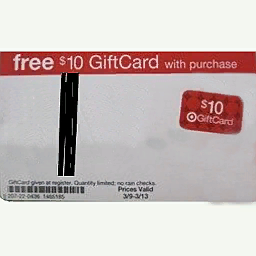 free $10 GiftCard with purchase
$10
GiftCard
GiftCard given at register. Quantity limited; no rain checks.
Prices Valid
3/9-3/13